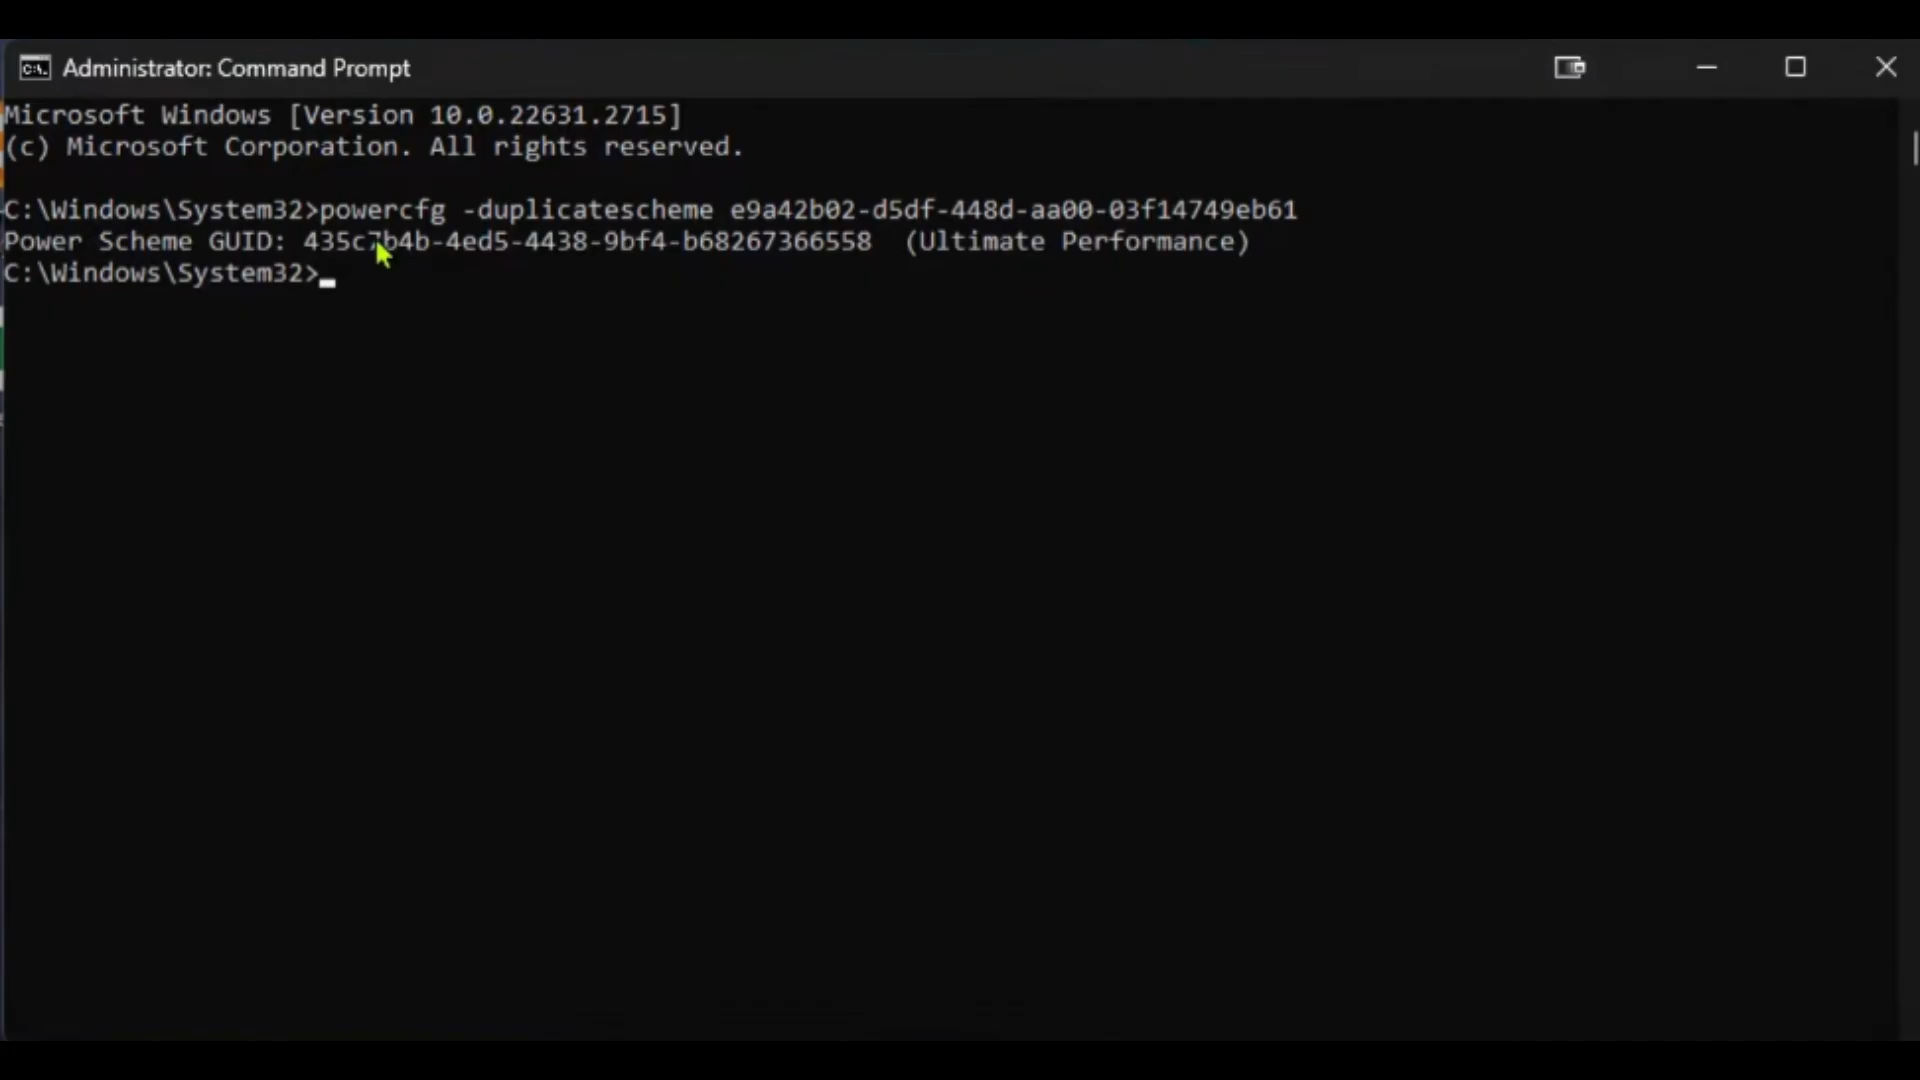 Administrator: Command Prompt
Microsoft Windows [Version 10.0.22631.2715]
(c) Microsoft Corporation. All rights reserved.
C:\Windows\System32>powercfg -duplicatescheme e9a42b02-d5df-448d-aa00-03f14749eb61
Power Scheme GUID: 435c7b4b-4ed5-4438-9bf4-b68267366558  (Ultimate Performance)
C:\Windows\System32>